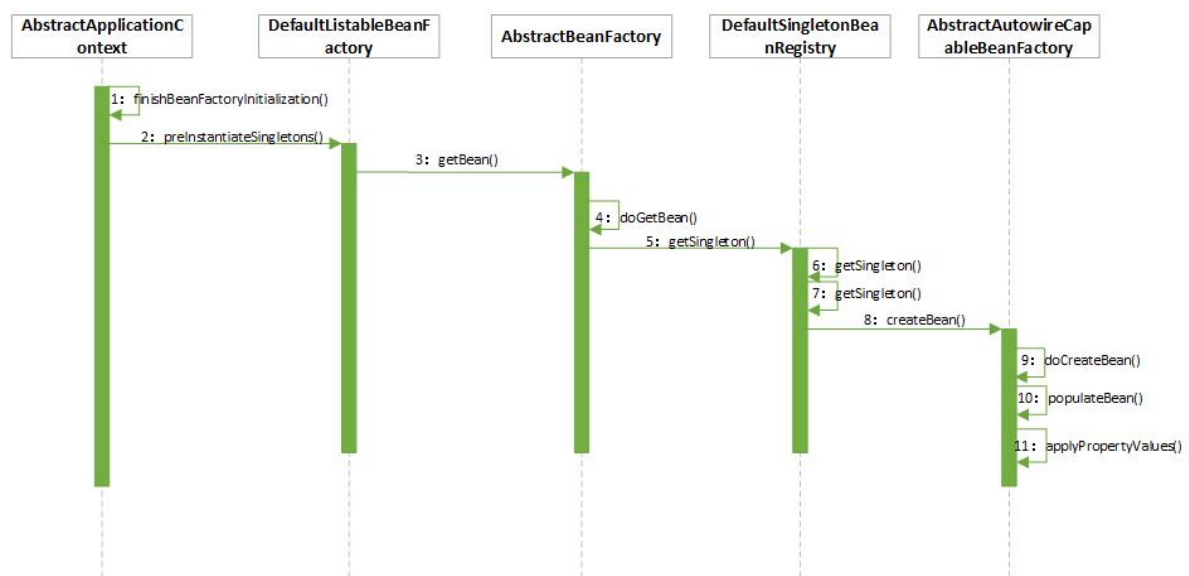 AbstractApplicationC
ontext
DefaultListableBeanF
actory
AbstractBeanFactory
DefaultSingletonBea
nRegistry
AbstractAutowireCap
ableBeanFactory
1: finishBeanFactoryInitialization()
2: preInstantiateSingletons()
3: getBean()
4: doGetBean()
5: getSingleton()
6: getSingleton()
7: getSingleton()
8: createBean()
9: doCreateBean()
10: populateBean()
11: applyPropertyValues()